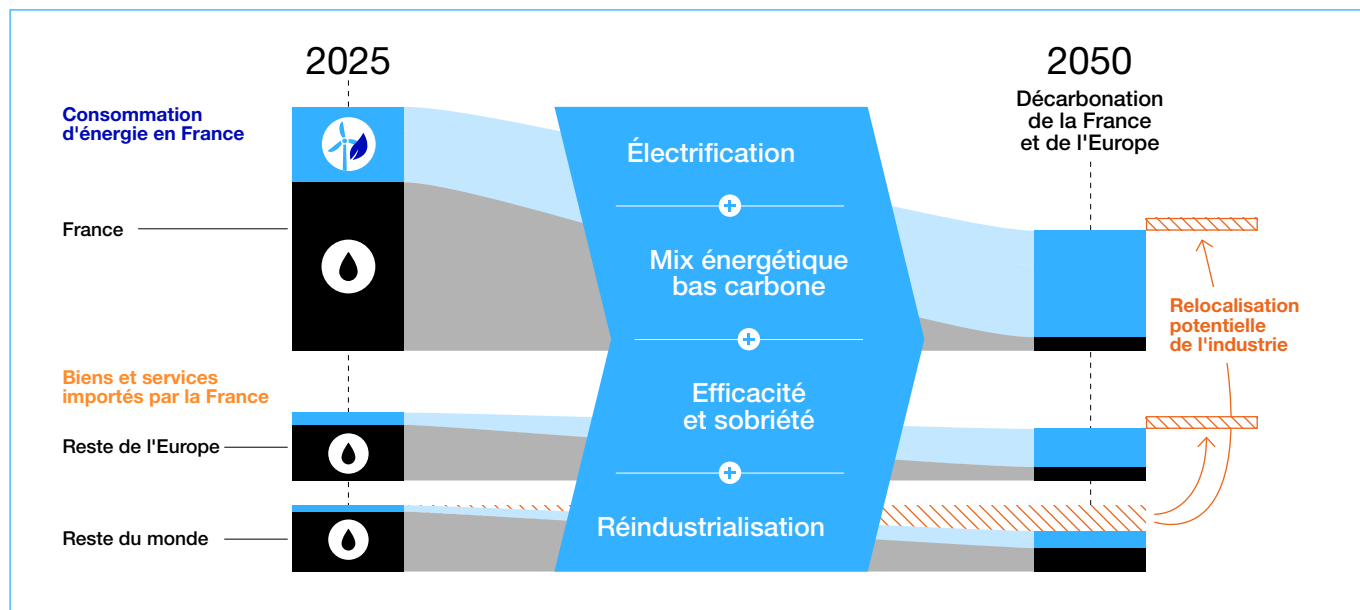 2025
2050
Décarbonation
de la France
et de l'Europe
Consommation
d'énergie en France
France
Électrification
Mix énergétique
bas carbone
Efficacité
et sobriété
Réindustrialisation
Relocalisation
potentielle
de l'industrie
Biens et services
importés par la France
Reste de l'Europe
Reste du monde